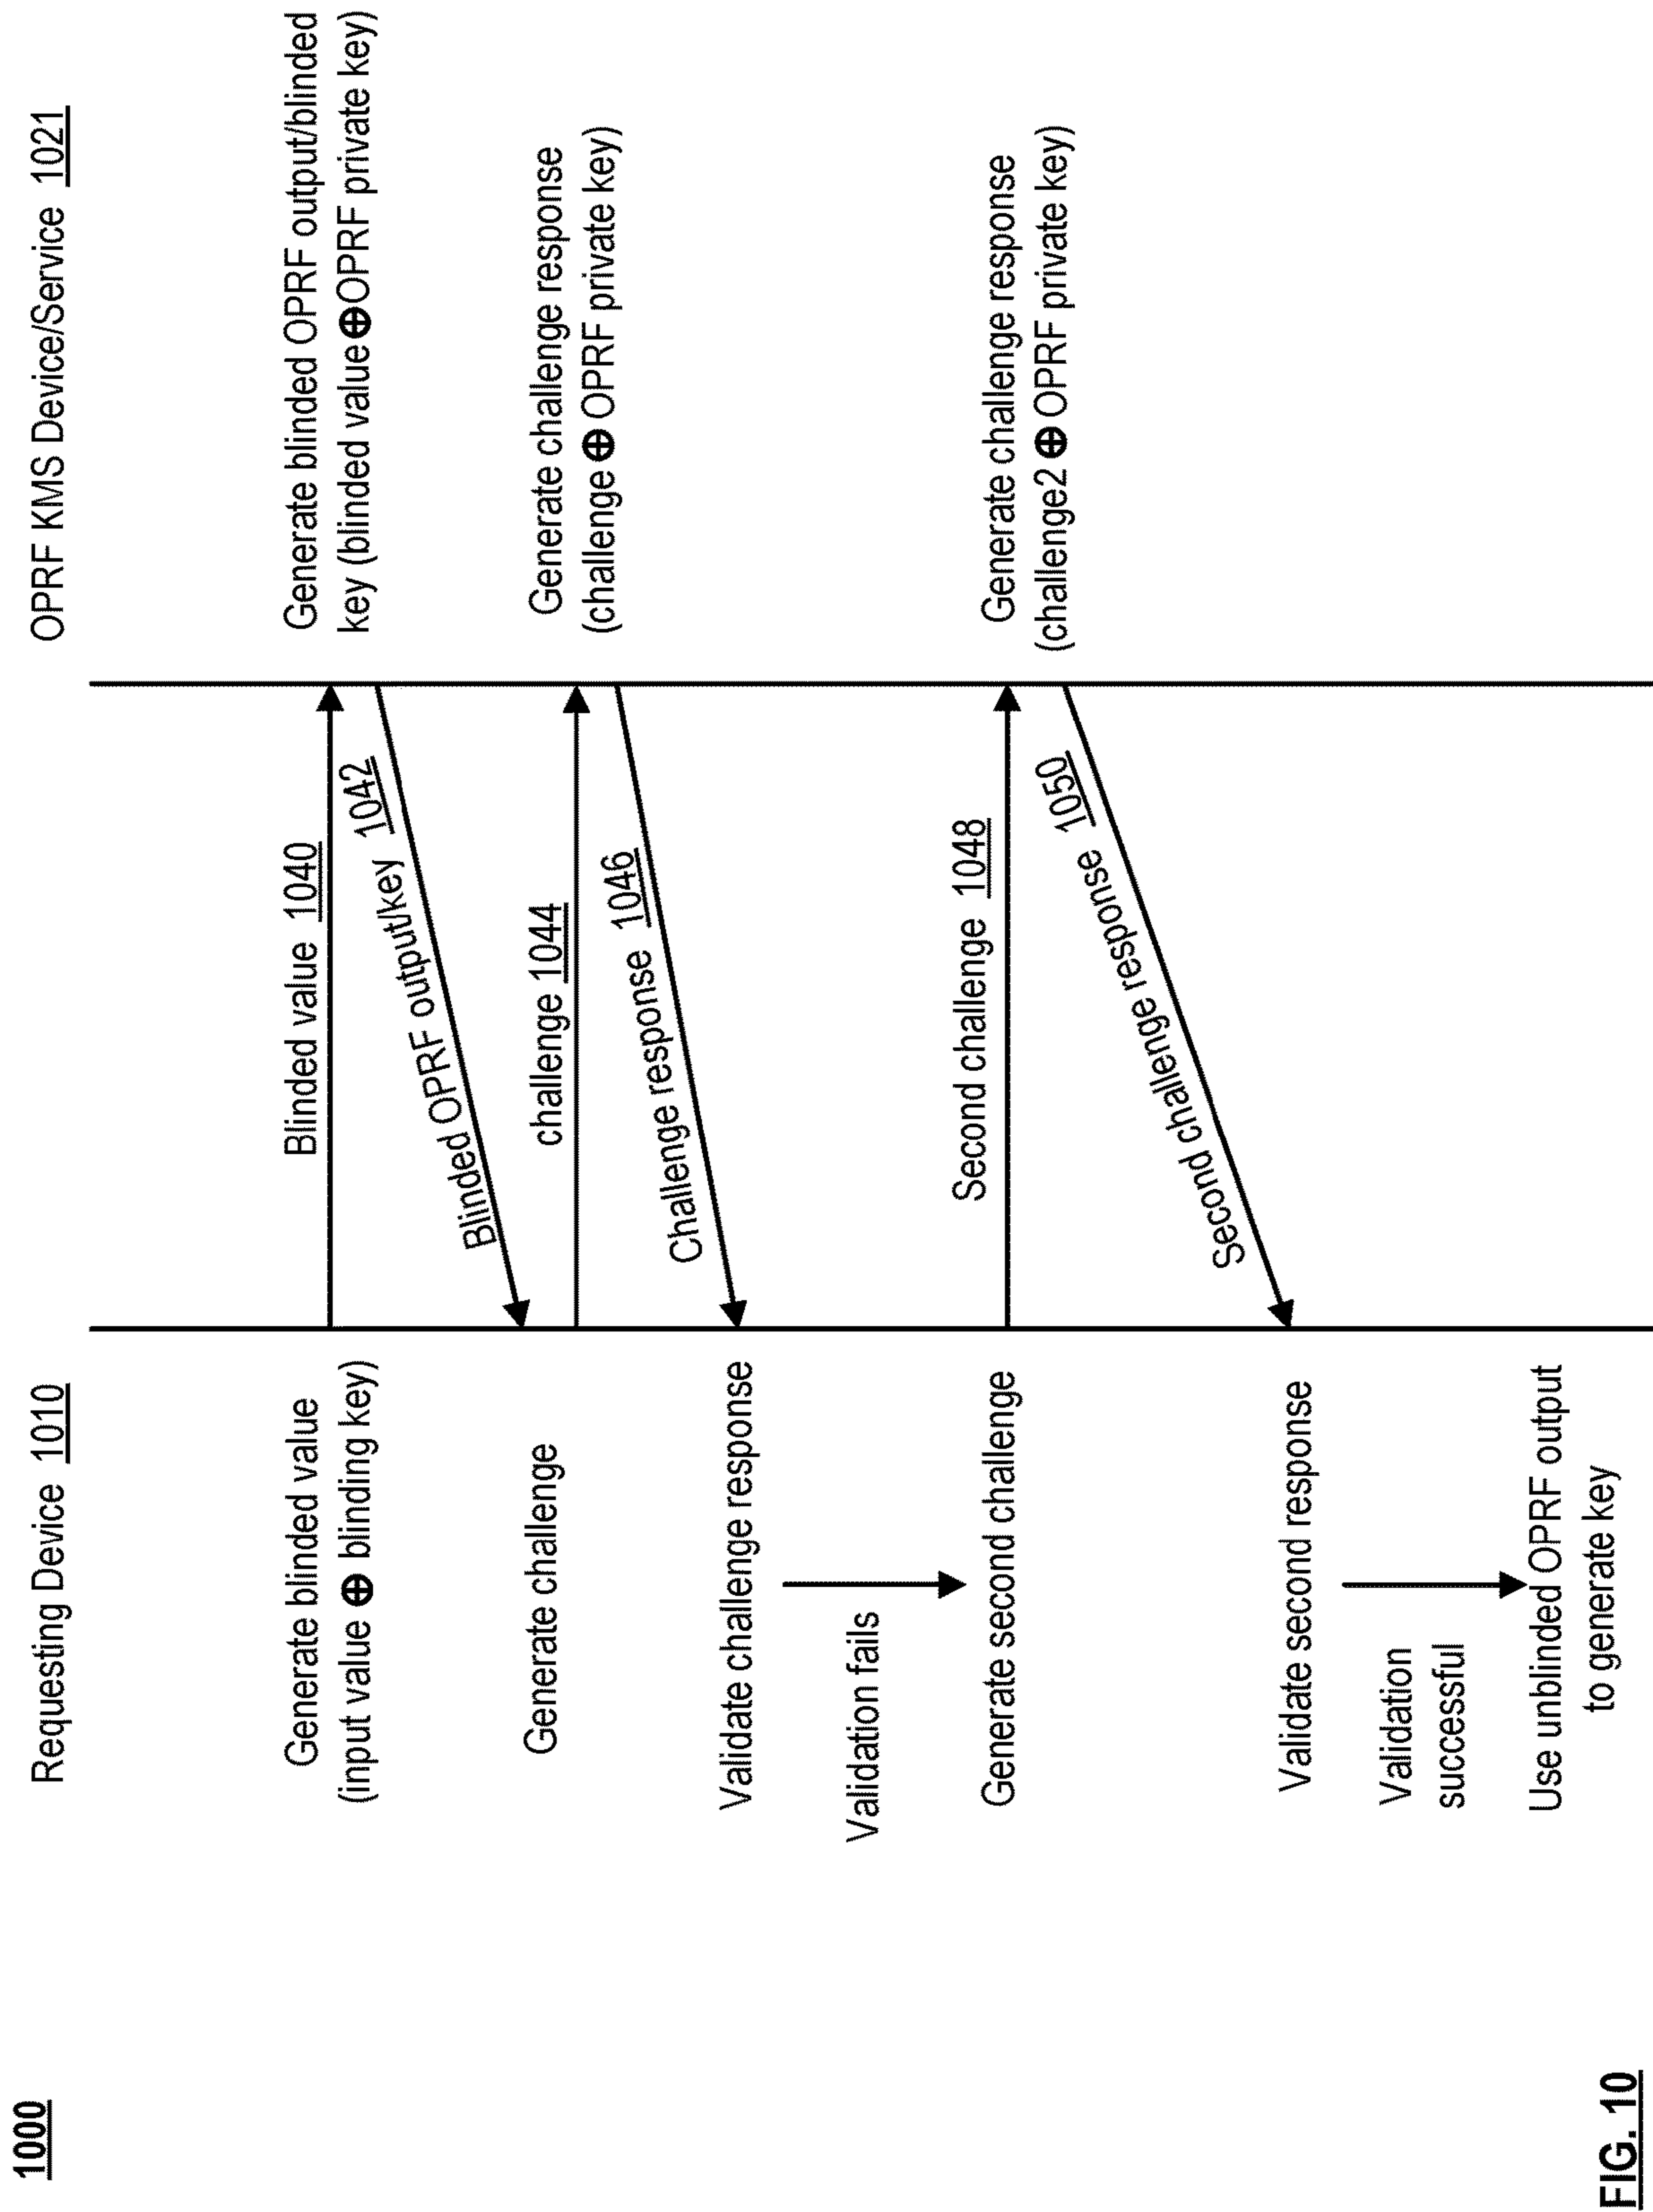 1000
Requesting Device 1010
OPRF KMS Device/Service 1021
Generate blinded value
(input value ⊕ blinding key)
Blinded value 1040
Generate blinded OPRF output/blinded
key (blinded value⊕OPRF private key)
Blinded OPRF output/key 1042
Generate challenge
challenge 1044
Generate challenge response
(challenge ⊕ OPRF private key)
Challenge response 1046
Validate challenge response
Validation fails
Generate second challenge
Second challenge 1048
Generate challenge response
(challenge2 ⊕ OPRF private key)
Second challenge response 1050
Validate second response
Validation
successful
Use unblinded OPRF output
to generate key
FIG. 10